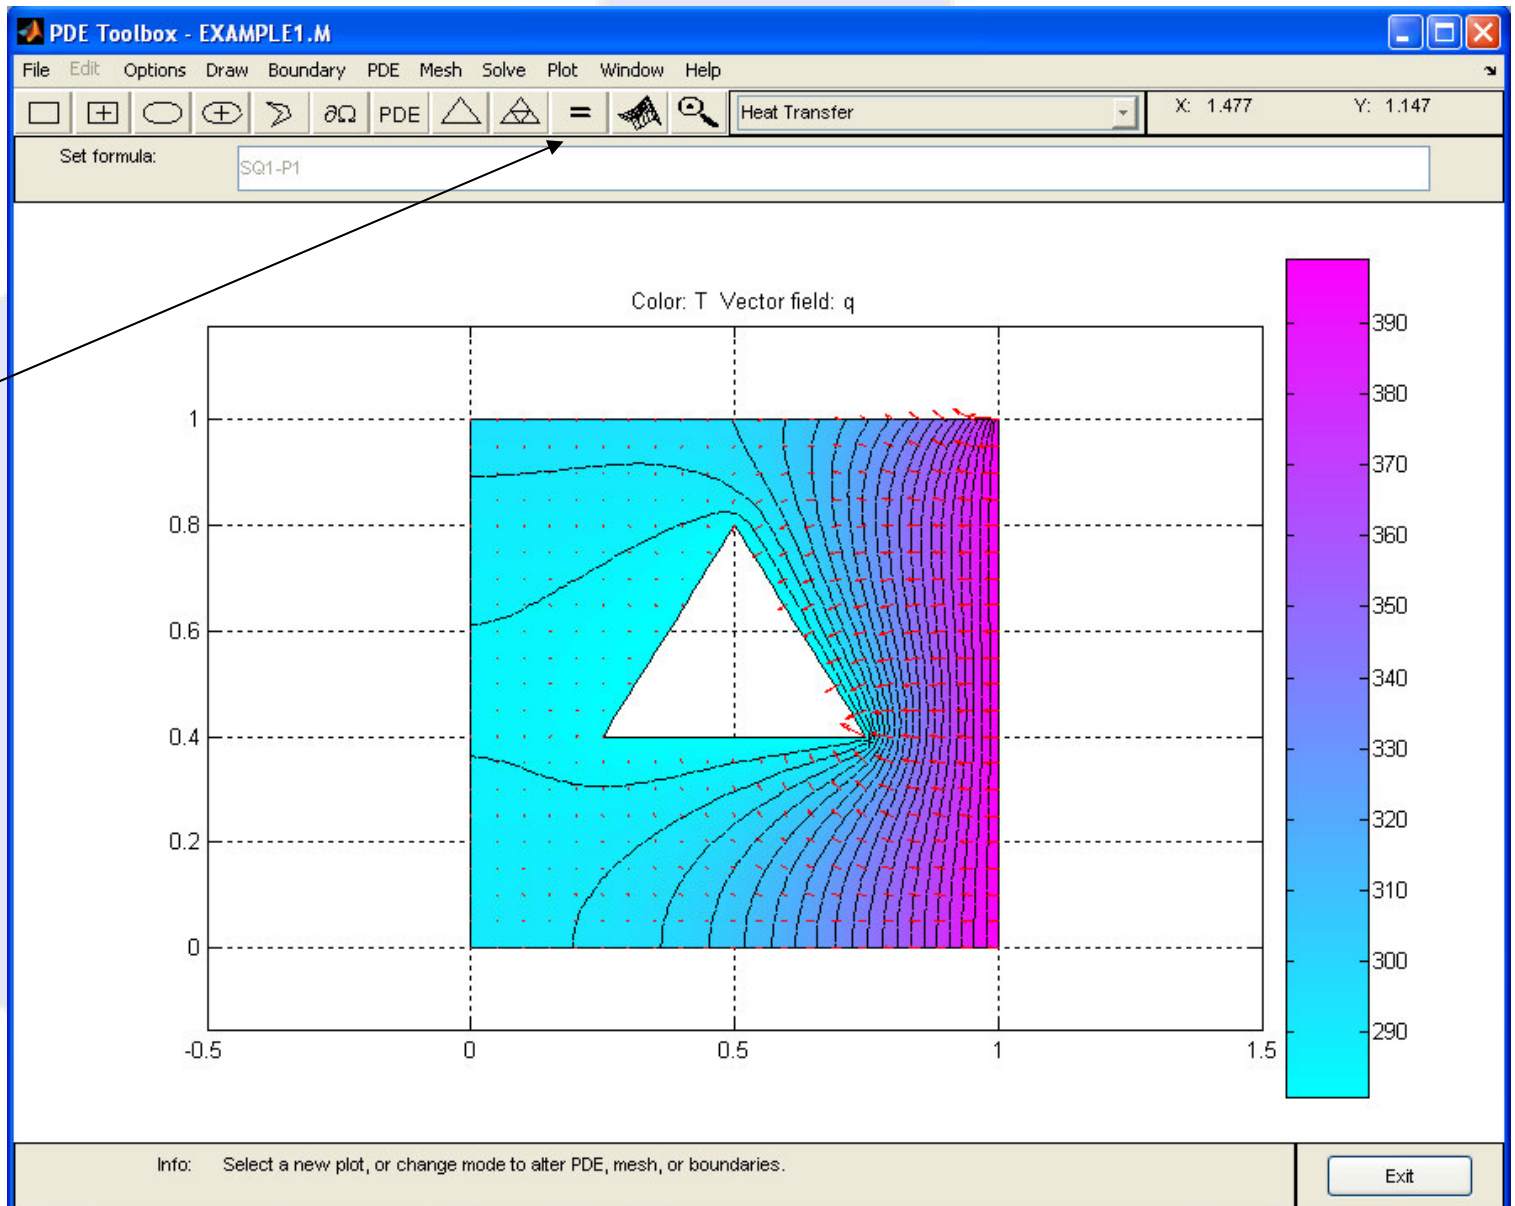 PDE Toolbox - EXAMPLE1.M
File Edit Options Draw Boundary PDE Mesh Solve Plot Window Help
∂Ω PDE = Heat Transfer X: 1.477 Y: 1.147
Set formula: SQ1-P1
Color: T Vector field: q
1
0.8
0.6
0.4
0.2
0
-0.5 0 0.5 1 1.5
390
380
370
360
350
340
330
320
310
300
290
Info: Select a new plot, or change mode to alter PDE, mesh, or boundaries.
Exit